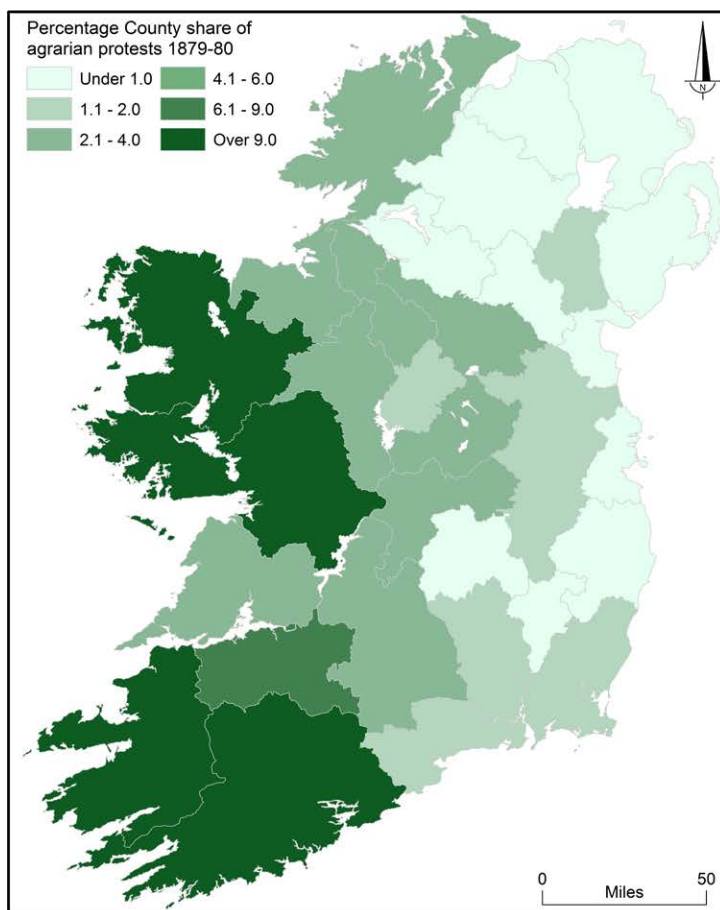 Percentage County share of
agrarian protests 1879-80
Under 1.0
1.1 - 2.0
2.1 - 4.0
4.1 - 6.0
6.1 - 9.0
Over 9.0
N
0
50
Miles